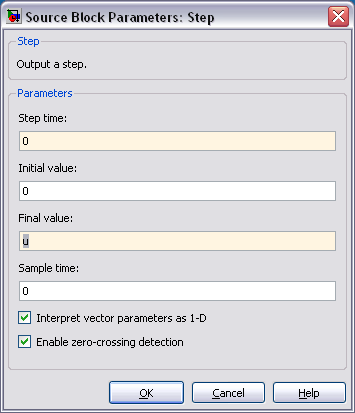 Source Block Parameters: Step
Step
Output a step.
Parameters
Step time:
0
Initial value:
0
Final value:
u
Sample time:
0
Interpret vector parameters as 1-D
Enable zero-crossing detection
OK Cancel Help